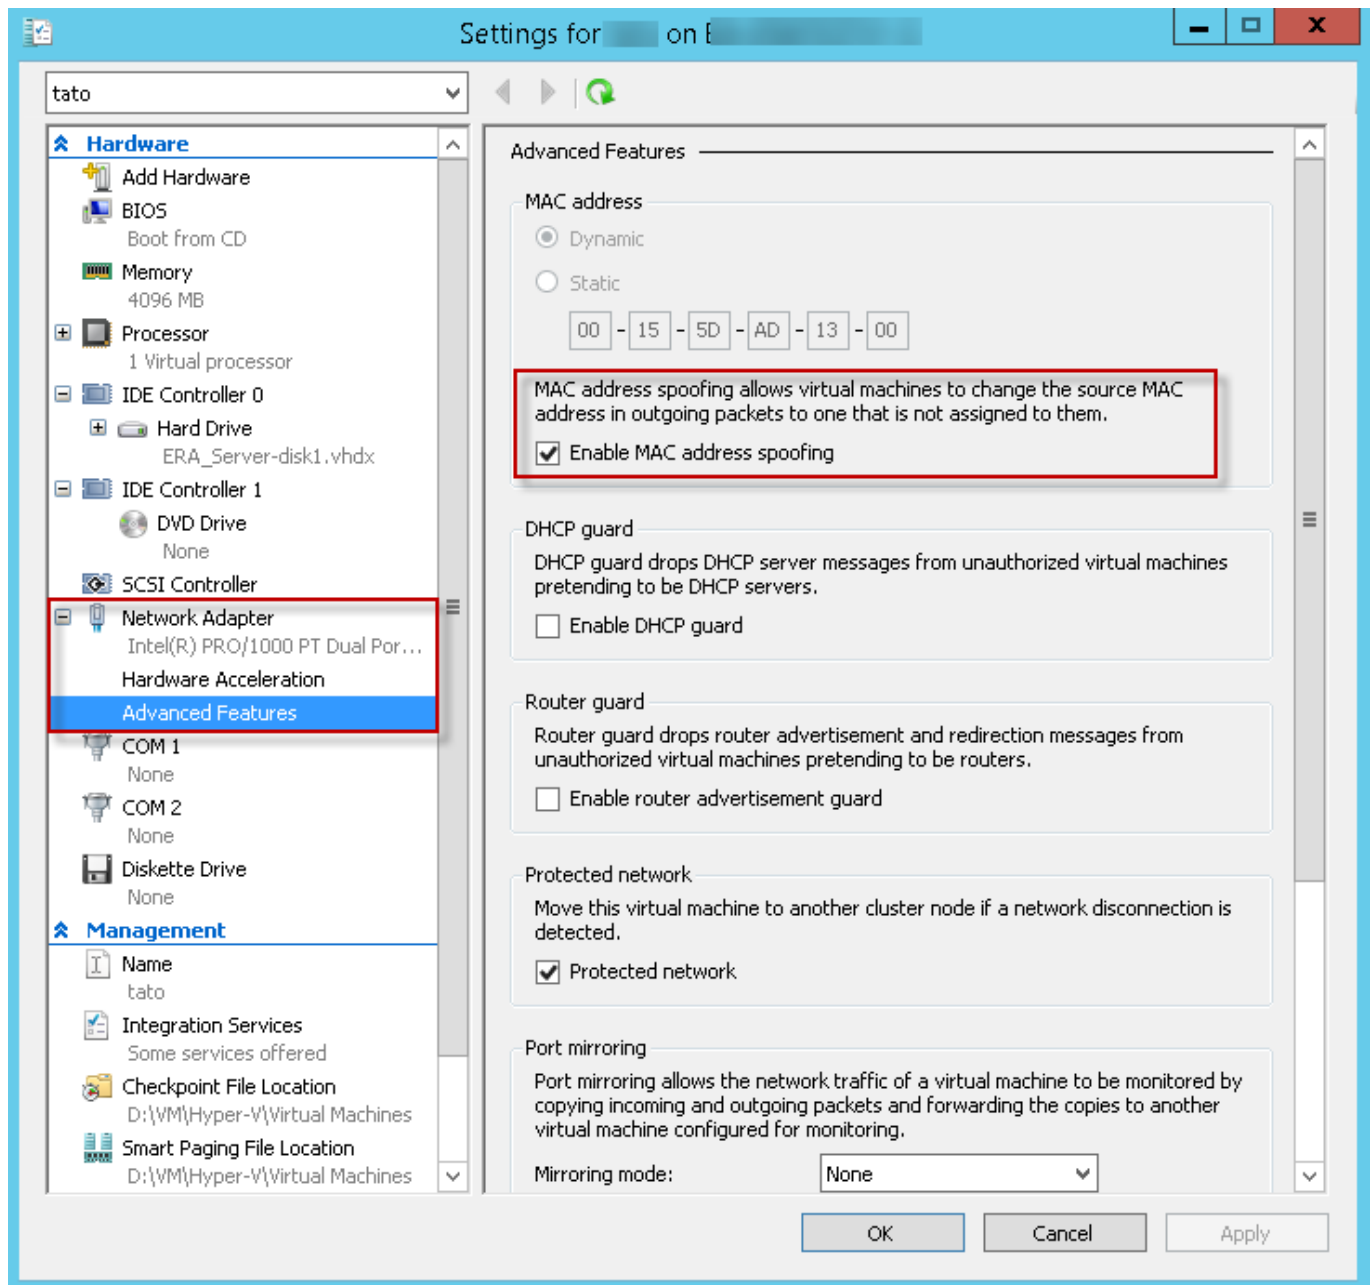 Settings for on
tato
Hardware
Add Hardware
BIOS
Boot from CD
Memory
4096 MB
Processor
1 Virtual processor
IDE Controller 0
Hard Drive
ERA_Server-disk1.vhdx
IDE Controller 1
DVD Drive
None
SCSI Controller
Network Adapter
Intel(R) PRO/1000 PT Dual Por...
Hardware Acceleration
Advanced Features
COM 1
None
COM 2
None
Diskette Drive
None
Management
Name
tato
Integration Services
Some services offered
Checkpoint File Location
D:\VM\Hyper-V\Virtual Machines
Smart Paging File Location
D:\VM\Hyper-V\Virtual Machines
Advanced Features
MAC address
Dynamic
Static
00 - 15 - 5D - AD - 13 - 00
MAC address spoofing allows virtual machines to change the source MAC
address in outgoing packets to one that is not assigned to them.
Enable MAC address spoofing
DHCP guard
DHCP guard drops DHCP server messages from unauthorized virtual machines
pretending to be DHCP servers.
Enable DHCP guard
Router guard
Router guard drops router advertisement and redirection messages from
unauthorized virtual machines pretending to be routers.
Enable router advertisement guard
Protected network
Move this virtual machine to another cluster node if a network disconnection is
detected.
Protected network
Port mirroring
Port mirroring allows the network traffic of a virtual machine to be monitored by
copying incoming and outgoing packets and forwarding the copies to another
virtual machine configured for monitoring.
Mirroring mode: None
OK Cancel Apply